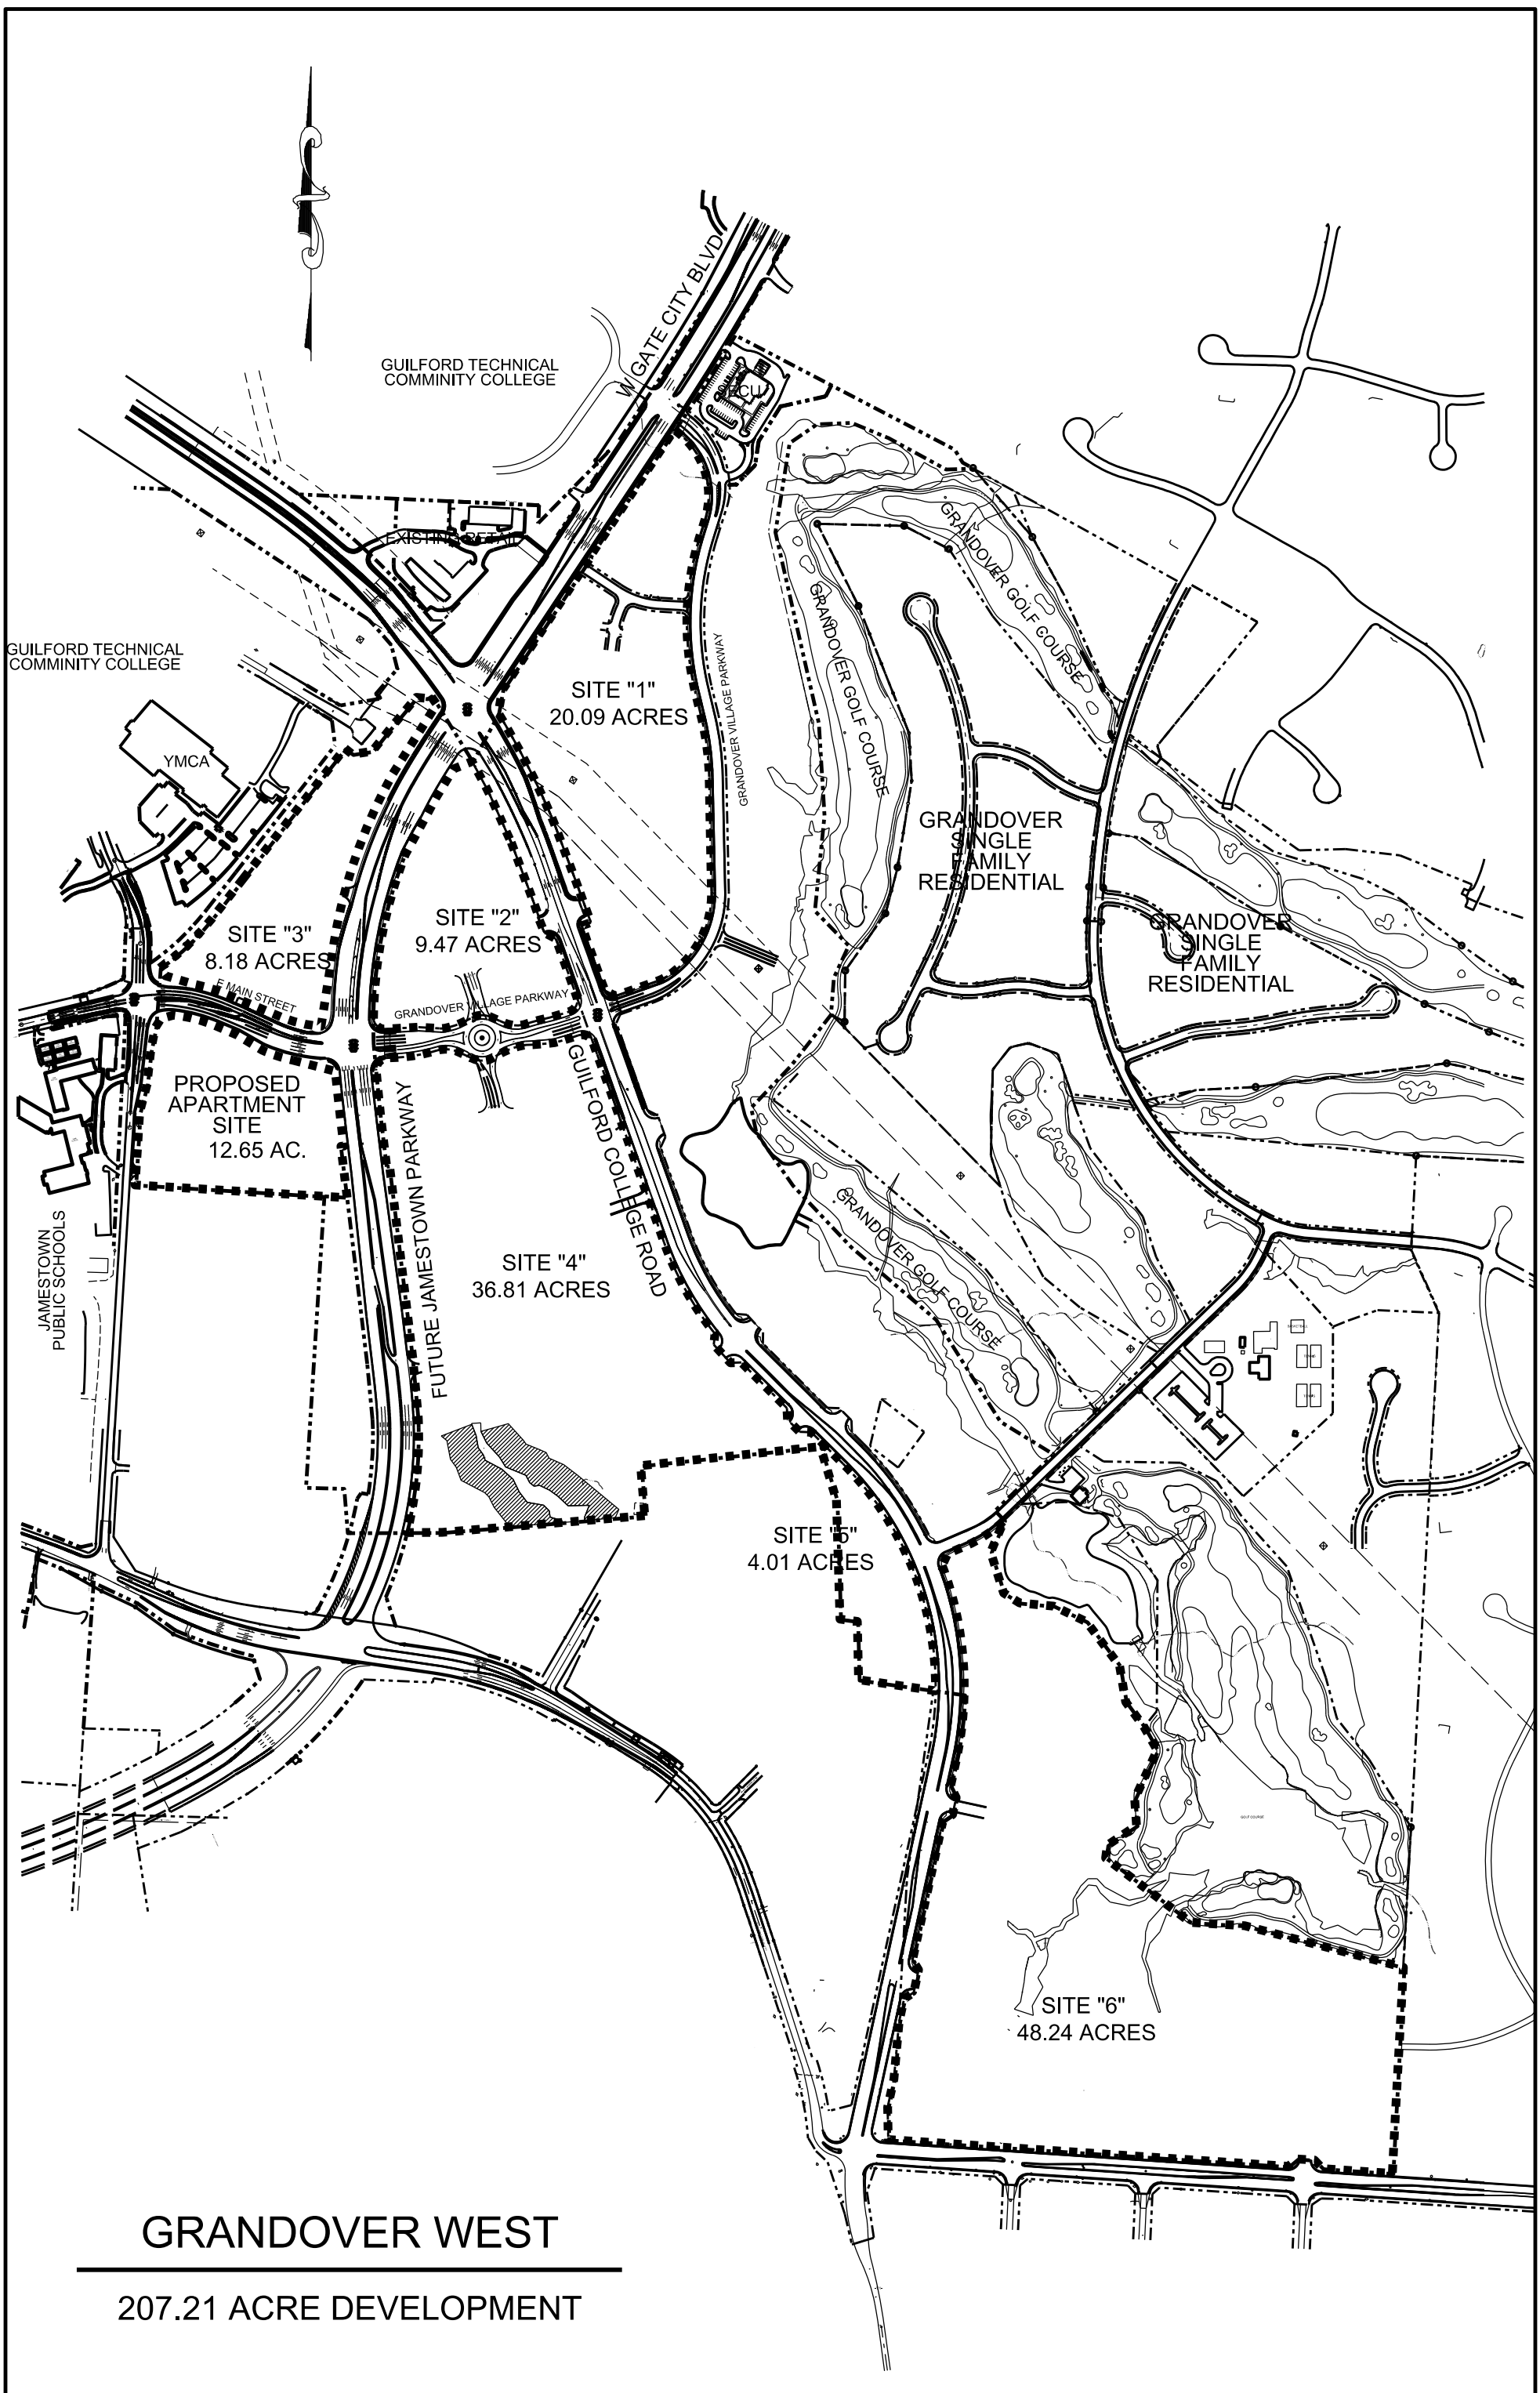 W GATE CITY BLVD
GUILFORD TECHNICAL
COMMINITY COLLEGE
SECU
EXISTING RETAIL
GRANDOVER GOLF COURSE
GRANDOVER GOLF COURSE
GUILFORD TECHNICAL
COMMINITY COLLEGE
SITE "1"
20.09 ACRES
GRANDOVER VILLAGE PARKWAY
YMCA
GRANDOVER
SINGLE
FAMILY
RESIDENTIAL
SITE "2"
9.47 ACRES
SITE "3"
8.18 ACRES
GRANDOVER
SINGLE
FAMILY
RESIDENTIAL
E MAIN STREET
GRANDOVER VILLAGE PARKWAY
PROPOSED
APARTMENT
SITE
12.65 AC.
GUILFORD COLLEGE ROAD
FUTURE JAMESTOWN PARKWAY
GRANDOVER GOLF COURSE
JAMESTOWN
PUBLIC SCHOOLS
SITE "4"
36.81 ACRES
SITE "5"
4.01 ACRES
GOLF COURSE
SITE "6"
48.24 ACRES
GRANDOVER WEST
207.21 ACRE DEVELOPMENT